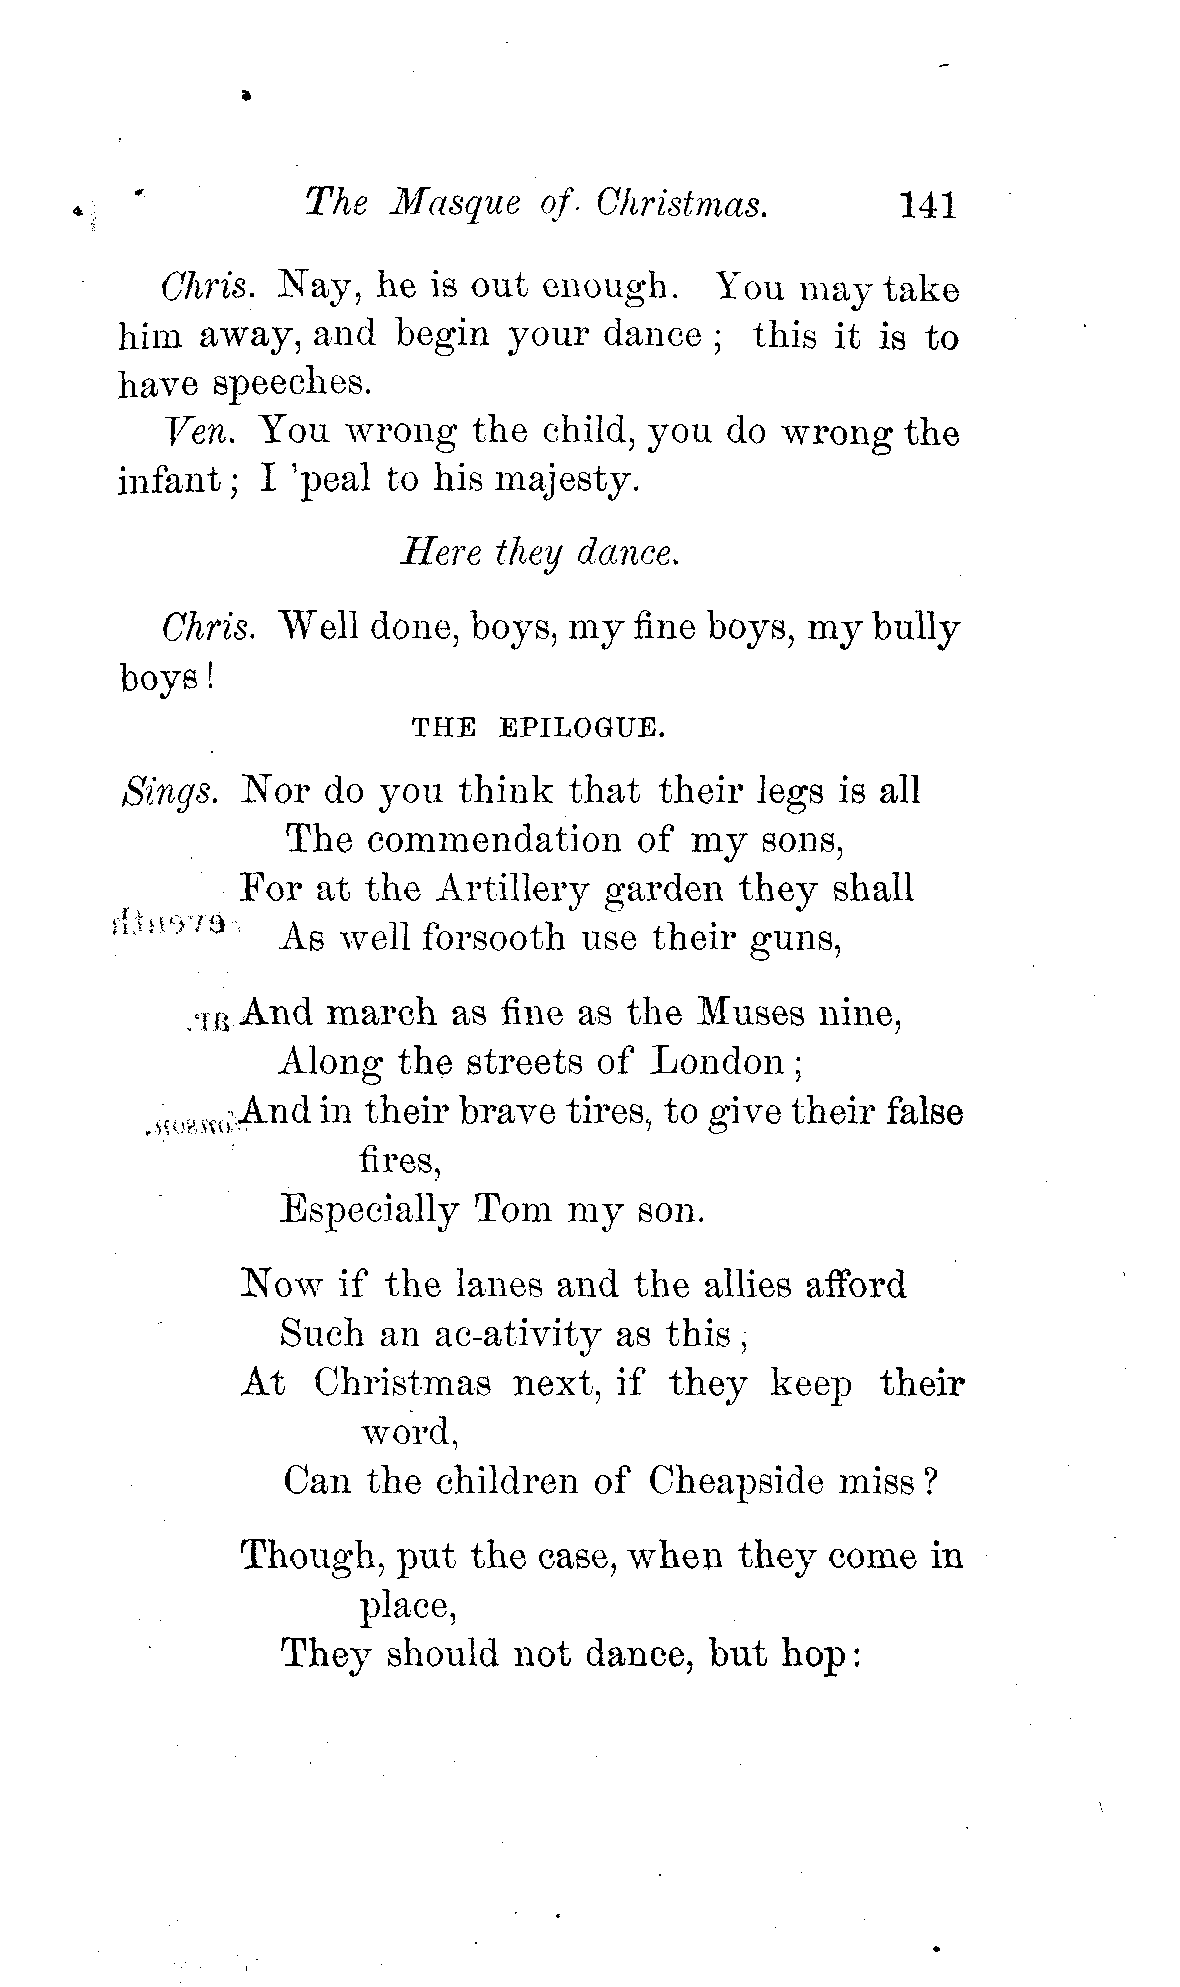 The Masque of Christmas. 141
Chris. Nay, he is out enough. You may take
him away, and begin your dance ; this it is to
have speeches.
Ven. You wrong the child, you do wrong the
infant ; I 'peal to his majesty.
Here they dance.
Chris. Well done, boys, my fine boys, my bully
boys !
THE EPILOGUE.
Sings. Nor do you think that their legs is all
The commendation of my sons,
For at the Artillery garden they shall
As well forsooth use their guns,
And march as fine as the Muses nine,
Along the streets of London ;
And in their brave tires, to give their false
fires,
Especially Tom my son.
Now if the lanes and the allies afford
Such an ac-ativity as this ;
At Christmas next, if they keep their
word,
Can the children of Cheapside miss ?
Though, put the case, when they come in
place,
They should not dance, but hop :